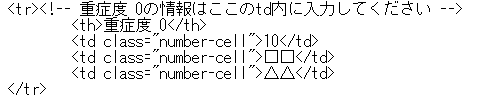 <tr><!-- 重症度 0の情報はここのtd内に入力してください -->
<th>重症度 0</th>
<td class="number-cell">10</td>
<td class="number-cell">□□</td>
<td class="number-cell">△△</td>
</tr>